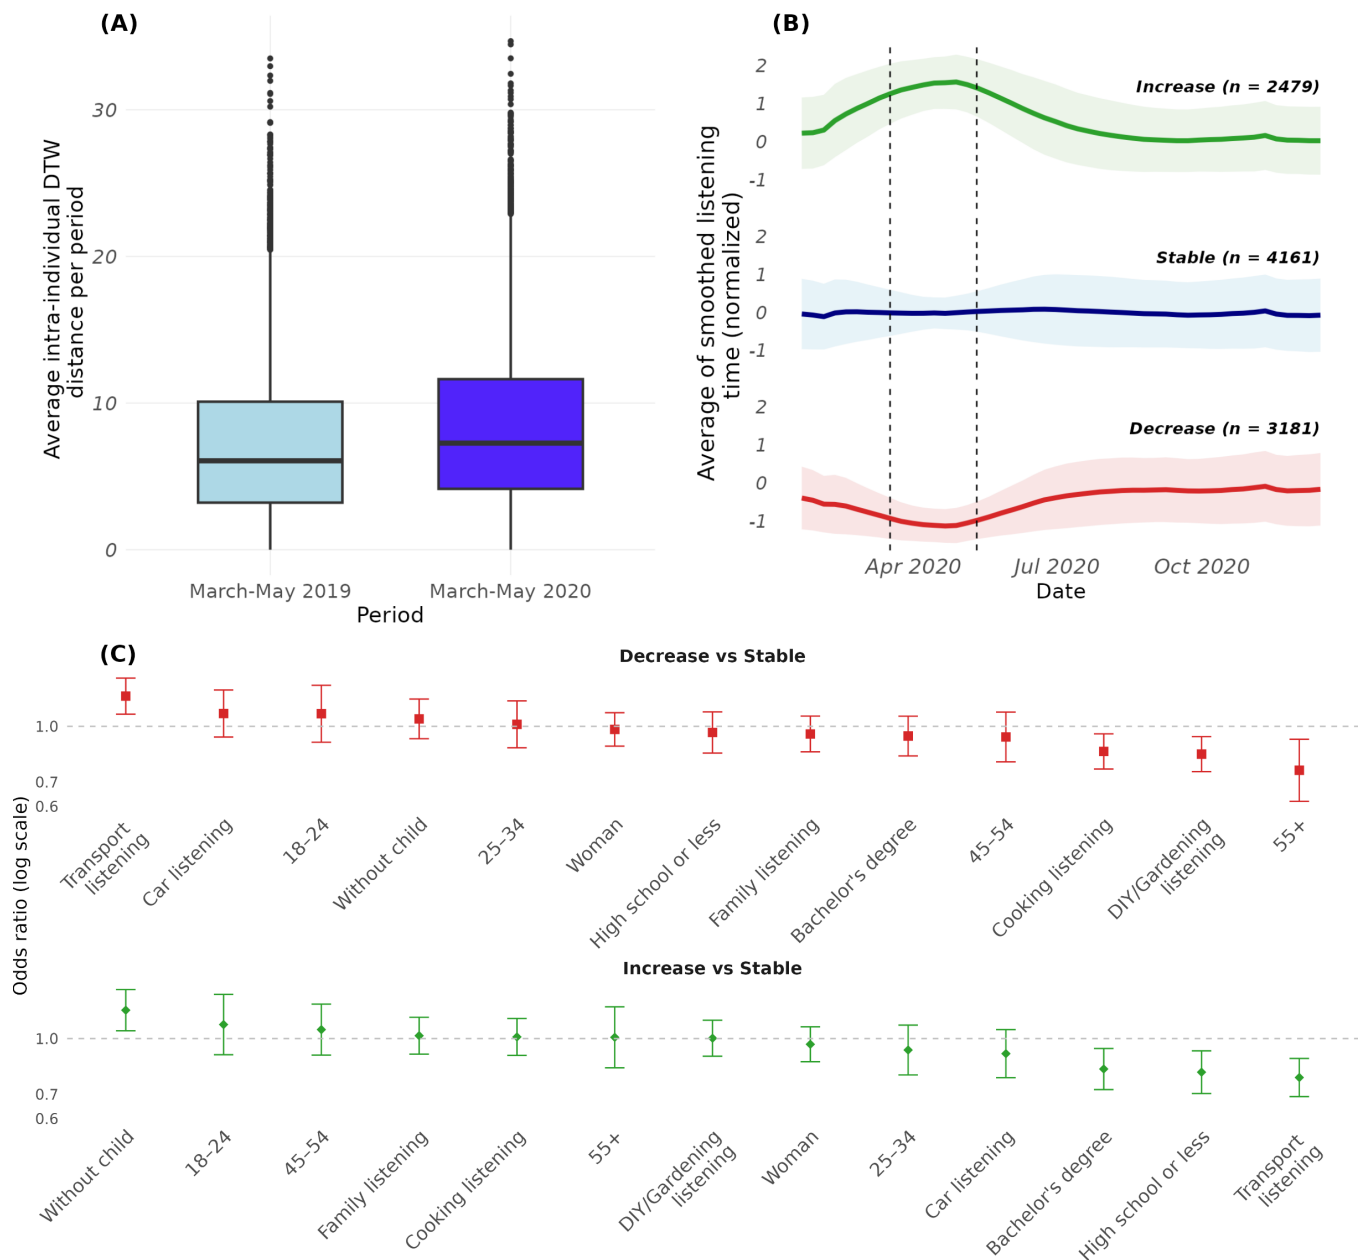 (A)
Average intra-individual DTW
distance per period
30
20
10
0
March-May 2019
March-May 2020
Period
(B)
Average of smoothed listening
time (normalized)
2
1
0
-1
Increase (n = 2479)
2
1
0
-1
Stable (n = 4161)
2
1
0
-1
Decrease (n = 3181)
Apr 2020
Jul 2020
Oct 2020
Date
(C)
Odds ratio (log scale)
Decrease vs Stable
1.0
0.7
0.6
Transport
listening
Car listening
18–24
Without child
25–34
Woman
High school or less
Family listening
Bachelor's degree
45–54
Cooking listening
DIY/Gardening
listening
55+
Increase vs Stable
1.0
0.7
0.6
Without child
18–24
45–54
Family listening
Cooking listening
55+
DIY/Gardening
listening
Woman
25–34
Car listening
Bachelor's degree
High school or less
Transport
listening